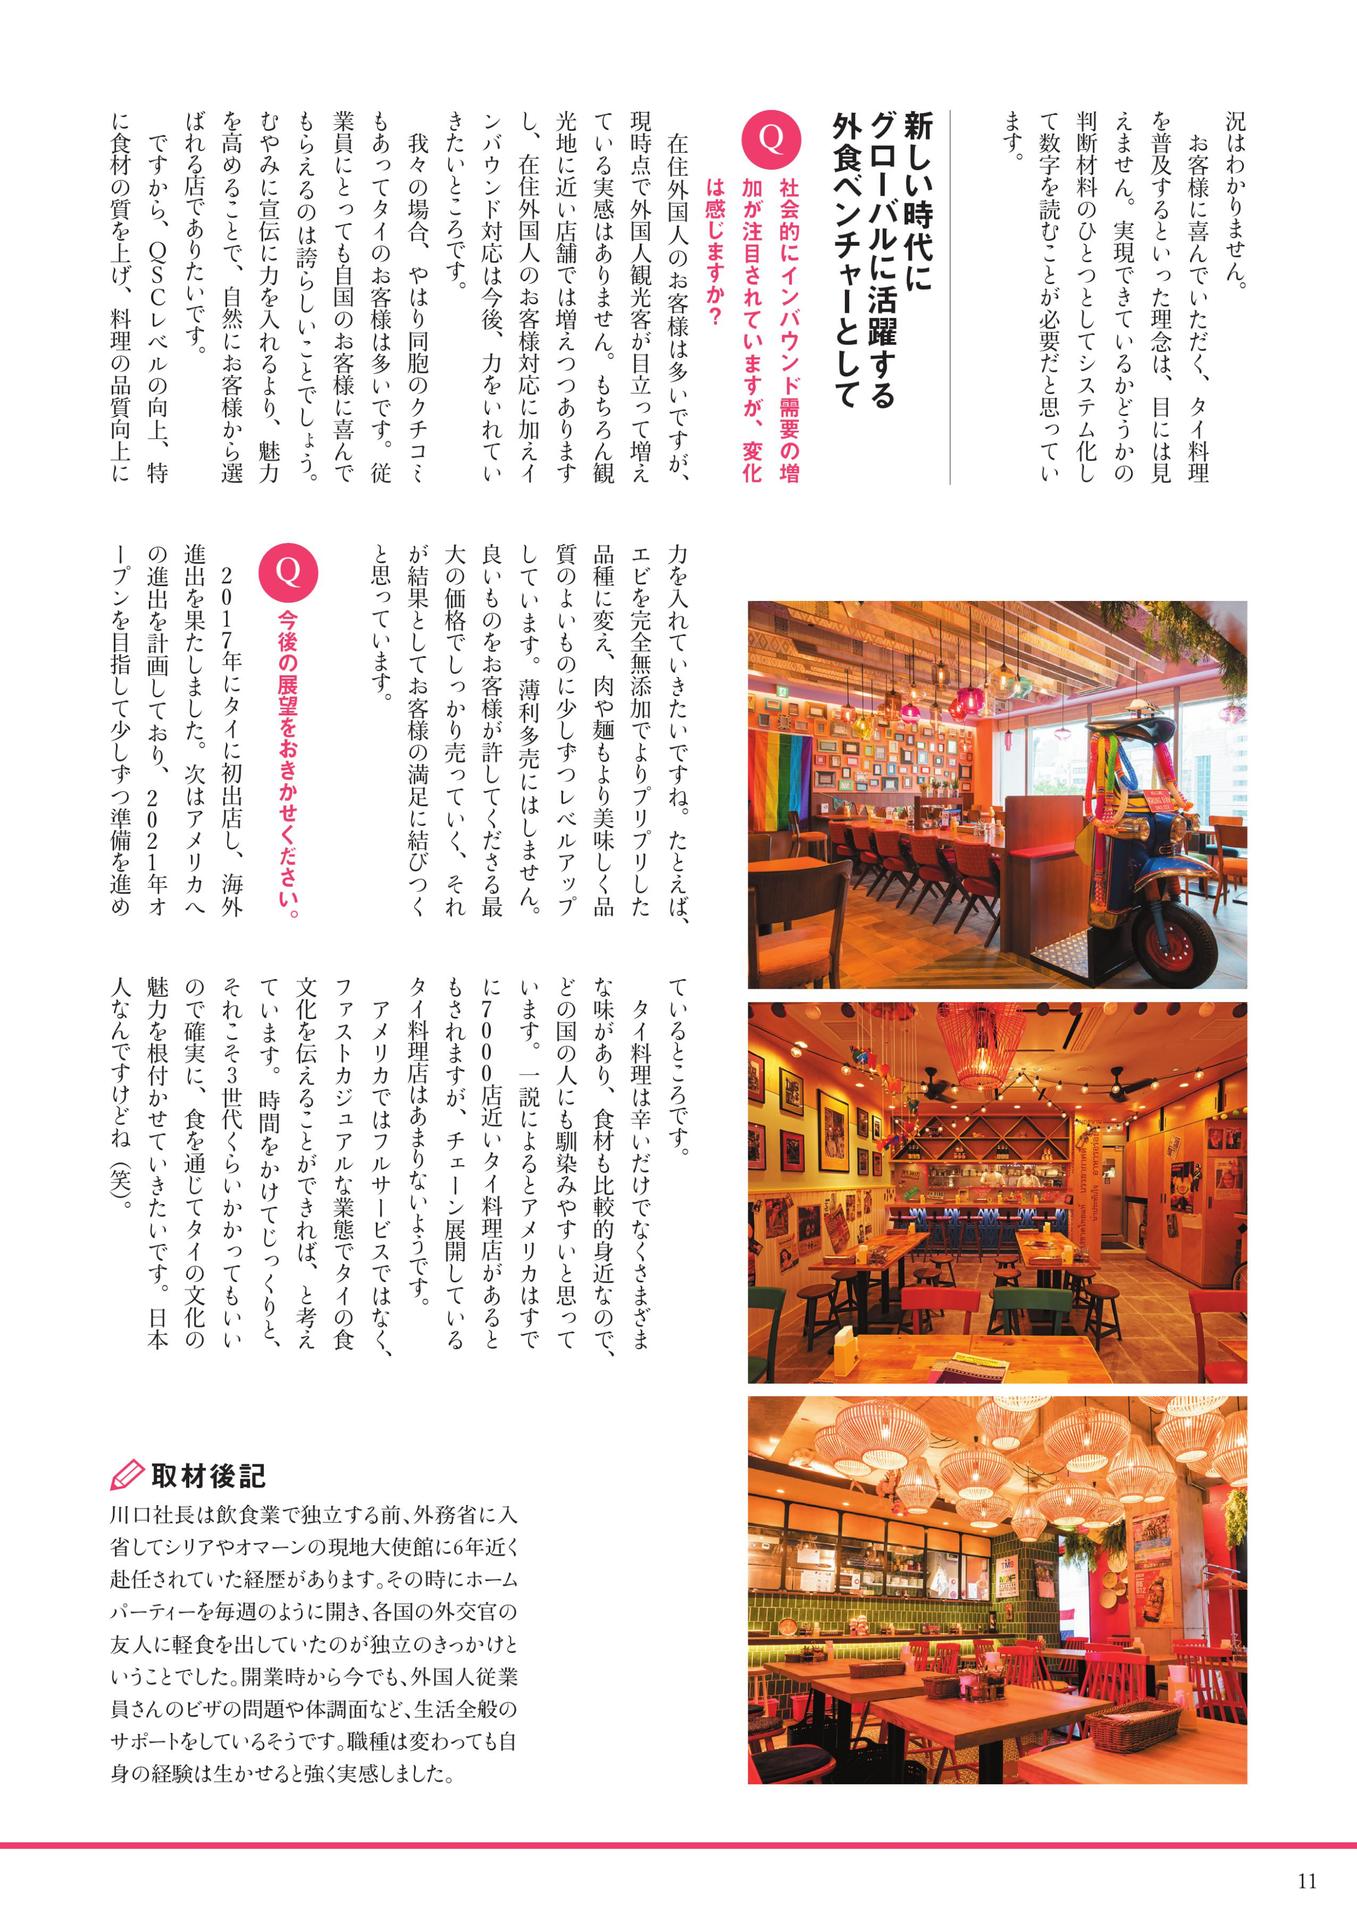 況はわかりません。
お客様に喜んでいただく、タイ料理
を普及するといった理念は、目には見
えません。実現できているかどうかの
判断材料のひとつとしてシステム化し
て数字を読むことが必要だと思ってい
ます。
新しい時代に
グローバルに活躍する
外食ベンチャーとして
Q
社会的にインバウンド需要の増
加が注目されていますが、変化
は感じますか?
在住外国人のお客様は多いですが、
現時点で外国人観光客が目立って増え
ている実感はありません。もちろん観
光地に近い店舗では増えつつあります
し、在住外国人のお客様対応に加えイ
ンバウンド対応は今後、力をいれてい
きたいところです。
我々の場合、やはり同胞のクチコミ
もあってタイのお客様は多いです。従
業員にとっても自国のお客様に喜んで
もらえるのは誇らしいことでしょう。
むやみに宣伝に力を入れるより、魅力
を高めることで、自然にお客様から選
ばれる店でありたいです。
ですから、QSCレベルの向上、特
に食材の質を上げ、料理の品質向上に
力を入れていきたいですね。たとえば、
エビを完全無添加でよりプリプリした
品種に変え、肉や麺もより美味しく品
質のよいものに少しずつレベルアップ
しています。薄利多売にはしません。
良いものをお客様が許してくださる最
大の価格でしっかり売っていく、それ
が結果としてお客様の満足に結びつく
と思っています。
Q
今後の展望をおきかせください。
2017年にタイに初出店し、海外
進出を果たしました。次はアメリカへ
の進出を計画しており、2021年オ
ープンを目指して少しずつ準備を進め
ているところです。
タイ料理は辛いだけでなくさまざま
な味があり、食材も比較的身近なので、
どの国の人にも馴染みやすいと思って
います。一説によるとアメリカはすで
に7000店近いタイ料理店があると
もされますが、チェーン展開している
タイ料理店はあまりないようです。
アメリカではフルサービスではなく、
ファストカジュアルな業態でタイの食
文化を伝えることができれば、と考え
ています。時間をかけてじっくりと、
それこそ3世代くらいかかってもいい
ので確実に、食を通じてタイの文化の
魅力を根付かせていきたいです。日本
人なんですけどね（笑）。
取材後記
川口社長は飲食業で独立する前、外務省に入
省してシリアやオマーンの現地大使館に6年近く
赴任されていた経歴があります。その時にホーム
パーティーを毎週のように開き、各国の外交官の
友人に軽食を出していたのが独立のきっかけと
いうことでした。開業時から今でも、外国人従業
員さんのビザの問題や体調面など、生活全般の
サポートをしているそうです。職種は変わっても自
身の経験は生かせると強く実感しました。
11